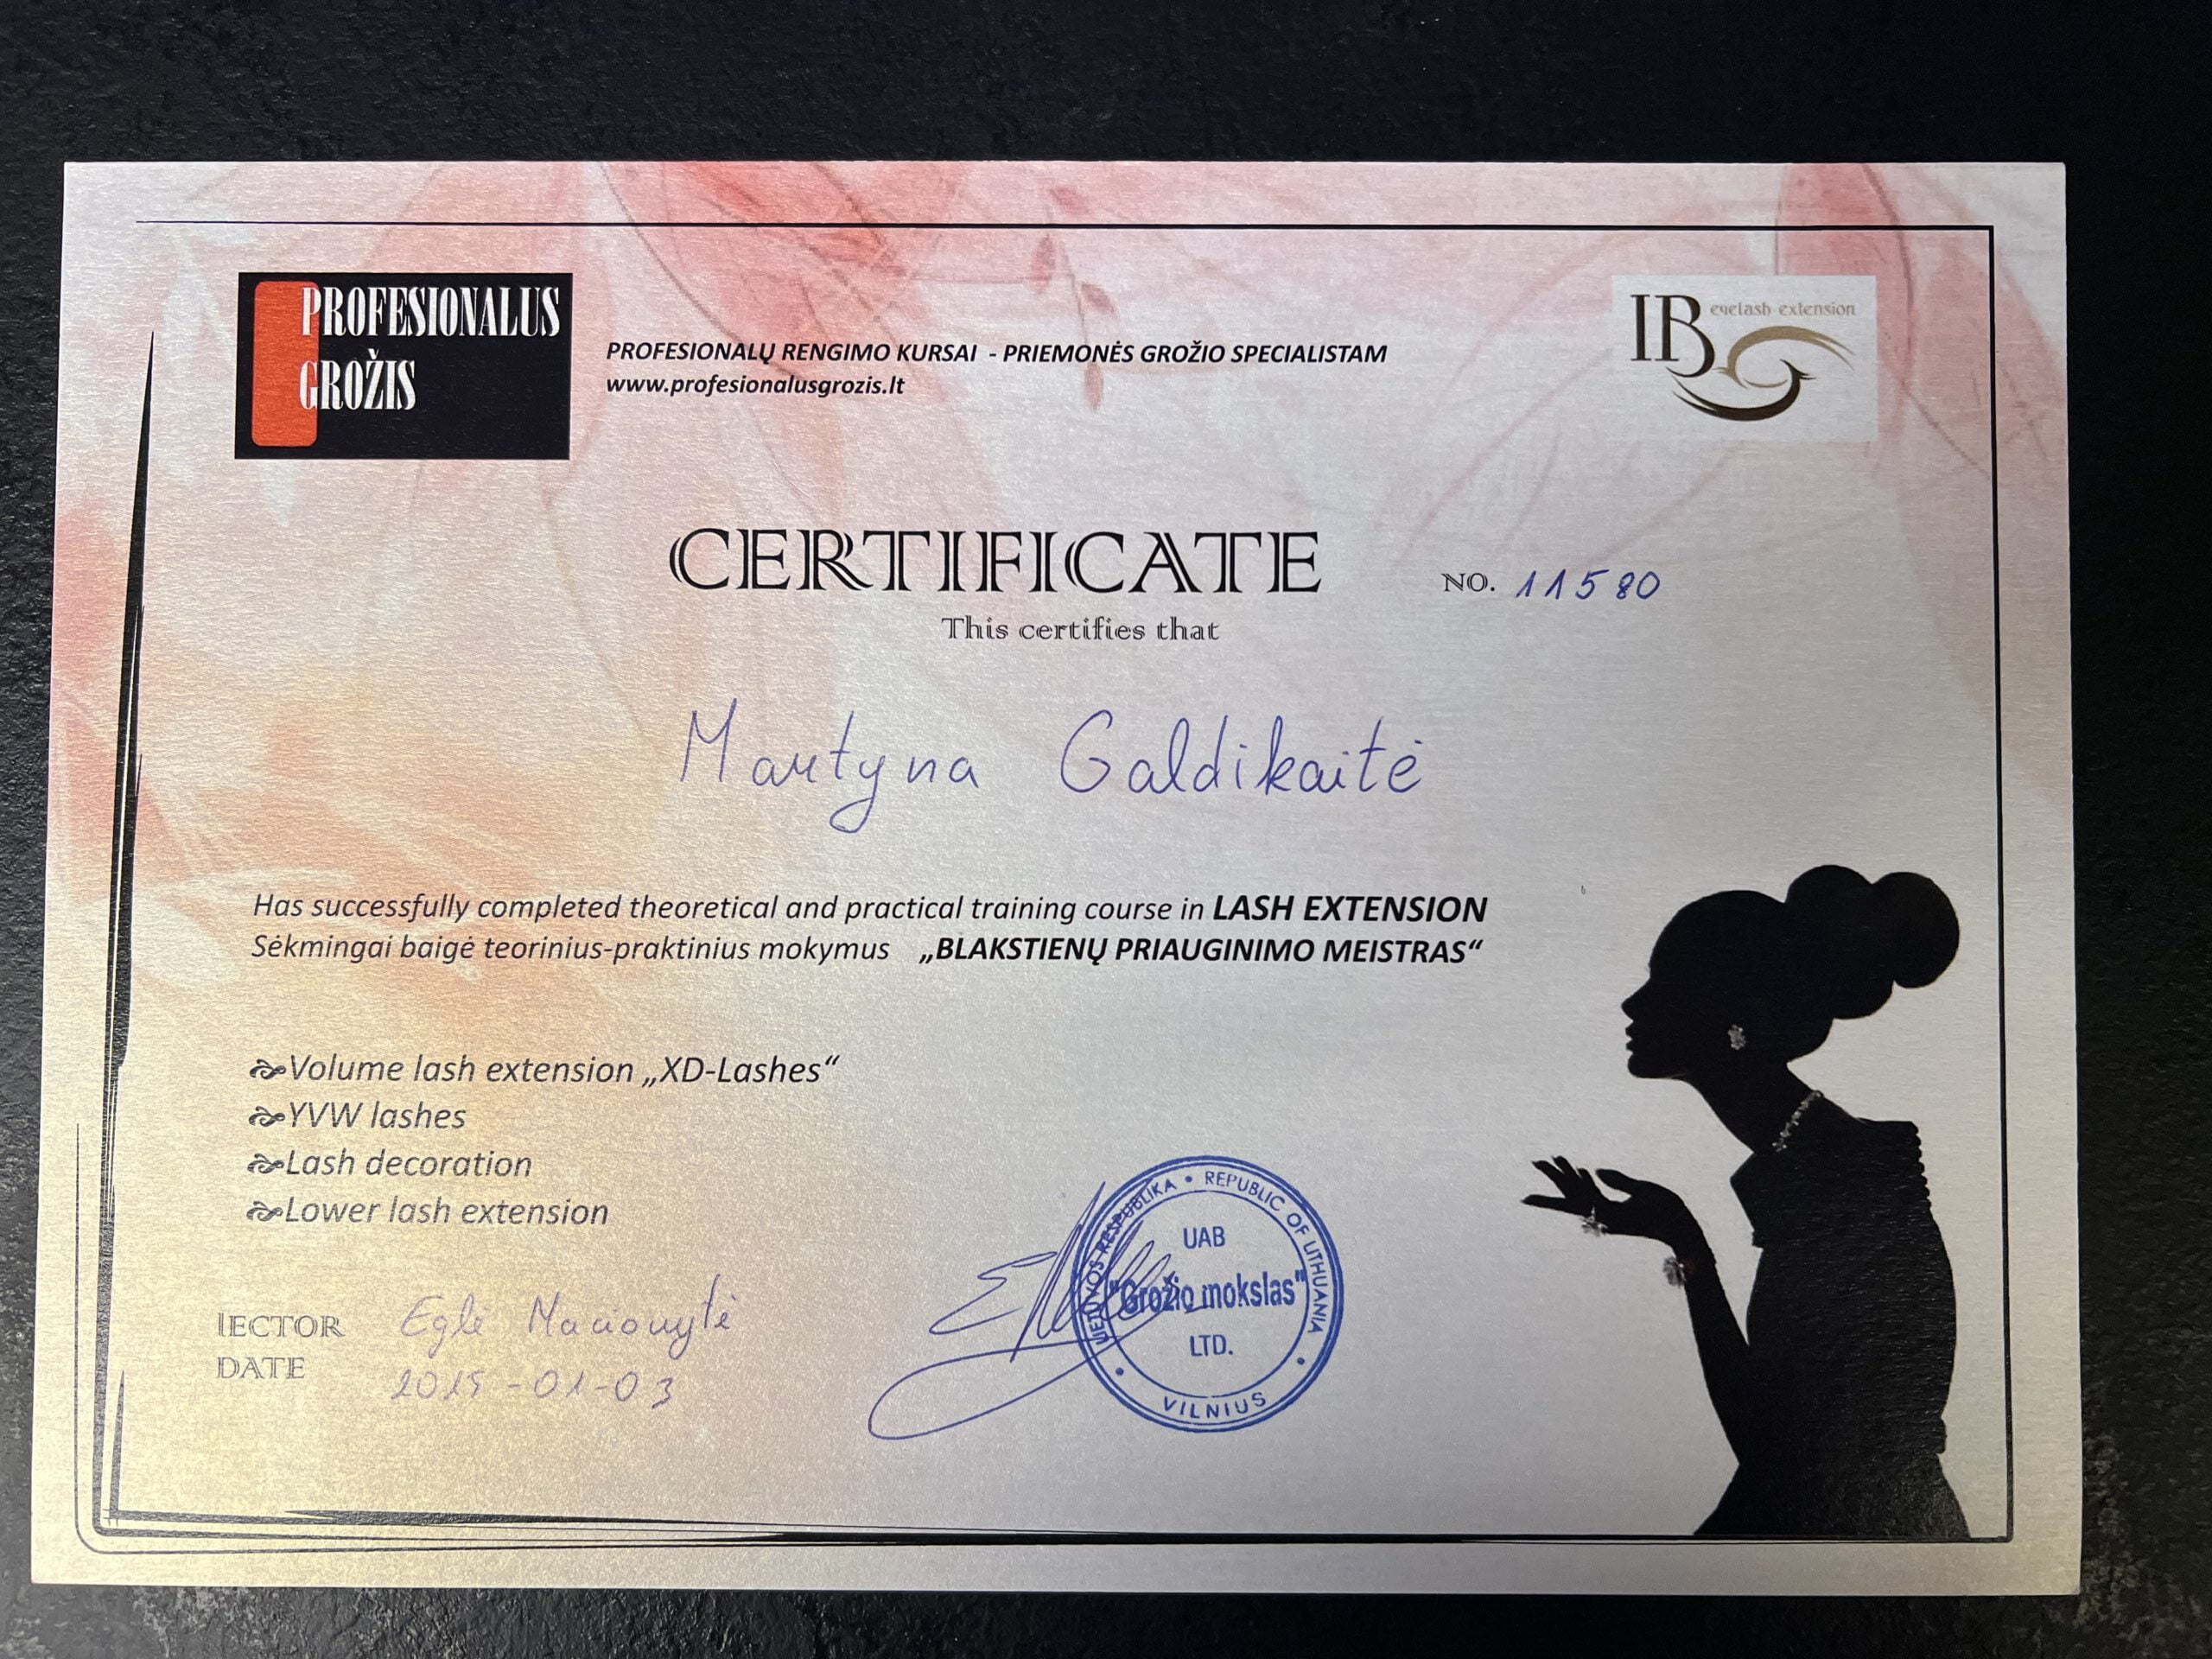 PROFESIONALUS
GROŽIS
PROFESIONALŲ RENGIMO KURSAI - PRIEMONĖS GROŽIO SPECIALISTAM
www.profesionalusgrozis.lt
IB eyelash extension
CERTIFICATE
NO. 11580
This certifies that
Martyna Galdikaitė
Has successfully completed theoretical and practical training course in LASH EXTENSION
Sėkmingai baigė teorinius-praktinius mokymus „BLAKSTIENŲ PRIAUGINIMO MEISTRAS“
Volume lash extension „XD-Lashes“
YVW lashes
Lash decoration
Lower lash extension
LECTOR Eglė
DATE 2015-01-03
LIETUVOS RESPUBLIKA • REPUBLIC OF LITHUANIA
UAB
"Grožio mokslas"
LTD.
• VILNIUS •